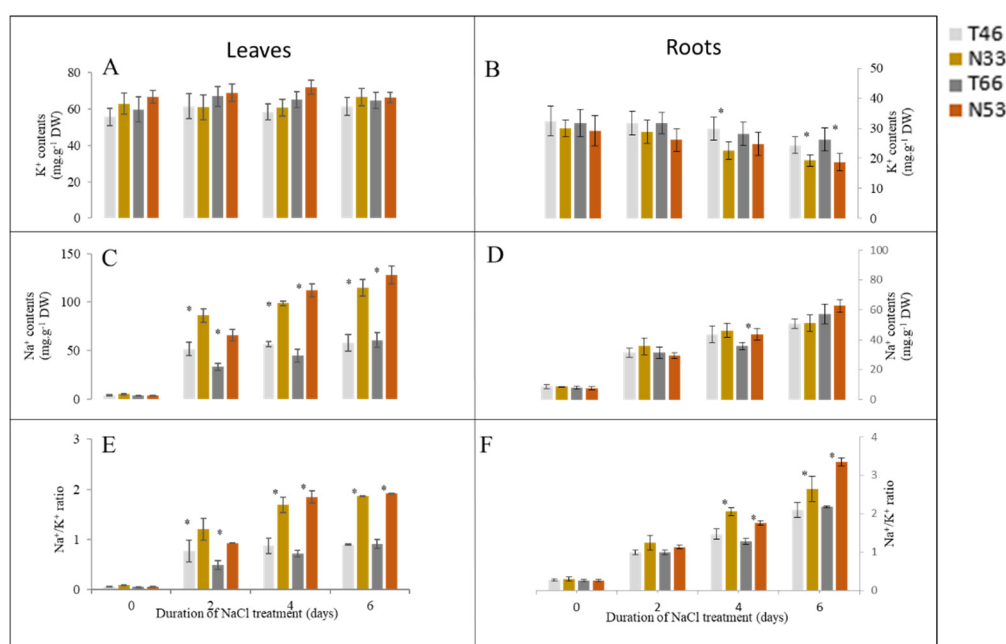 Leaves
Roots
T46
N33
T66
N53
A
80
60
40
20
0
K⁺ contents
(mg.g⁻¹ DW)
B
50
40
30
20
10
0
K⁺ contents
(mg.g⁻¹ DW)
*
*
*
C
150
100
50
0
Na⁺ contents
(mg.g⁻¹ DW)
*
*
*
*
*
*
D
100
80
60
40
20
0
Na⁺ contents
(mg.g⁻¹ DW)
*
E
3
2
1
0
Na⁺/K⁺ ratio
*
*
*
*
*
*
0 2 4 6
Duration of NaCl treatment (days)
F
4
3
2
1
0
Na⁺/K⁺ ratio
*
*
*
*
0 2 4 6
Duration of NaCl treatment (days)